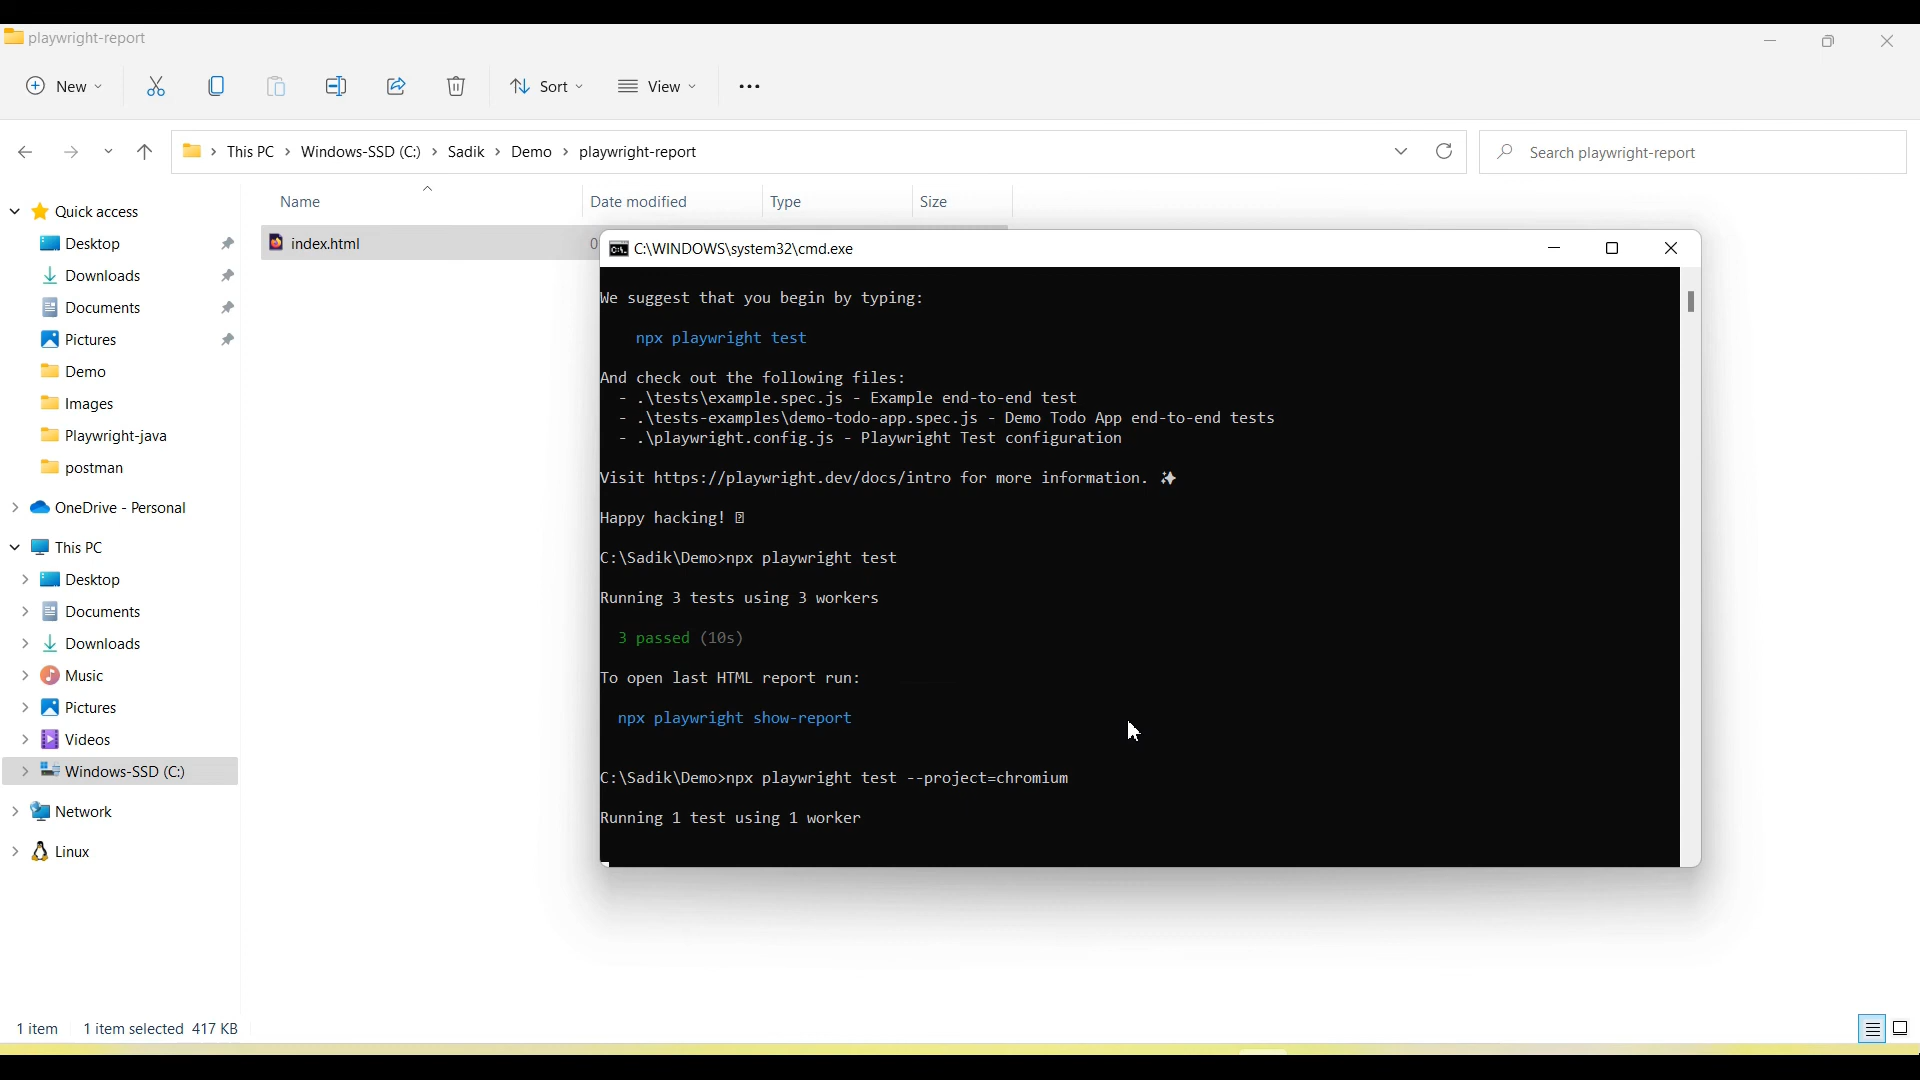 playwright-report
New
Sort
View
This PC > Windows-SSD (C:) > Sadik > Demo > playwright-report
Search playwright-report
Name
Date modified
Type
Size
Quick access
Desktop
Downloads
Documents
Pictures
Demo
Images
Playwright-java
postman
OneDrive - Personal
This PC
Desktop
Documents
Downloads
Music
Pictures
Videos
Windows-SSD (C:)
Network
Linux
index.html
0
C:\WINDOWS\system32\cmd.exe
We suggest that you begin by typing:
npx playwright test
And check out the following files:
- .\tests\example.spec.js - Example end-to-end test
- .\tests-examples\demo-todo-app.spec.js - Demo Todo App end-to-end tests
- .\playwright.config.js - Playwright Test configuration
Visit https://playwright.dev/docs/intro for more information. ✨
Happy hacking!
C:\Sadik\Demo>npx playwright test
Running 3 tests using 3 workers
3 passed (10s)
To open last HTML report run:
npx playwright show-report
C:\Sadik\Demo>npx playwright test --project=chromium
Running 1 test using 1 worker
1 item
1 item selected 417 KB